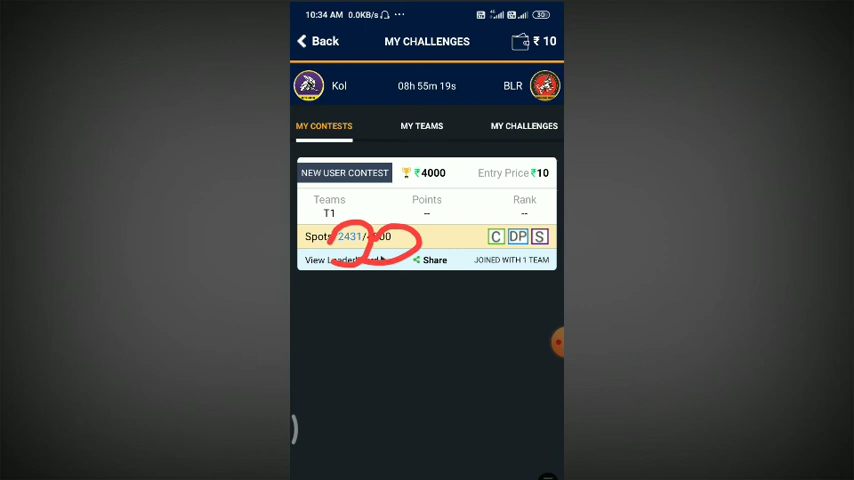 10:34 AM 0.0KB/s ... 30
Back MY CHALLENGES ₹ 10
Kol 08h 55m 19s BLR
MY CONTESTS MY TEAMS MY CHALLENGES
NEW USER CONTEST ₹4000 Entry Price ₹10
Teams Points Rank
T1 -- --
Spots 2431/ C DP S
View Share JOINED WITH 1 TEAM